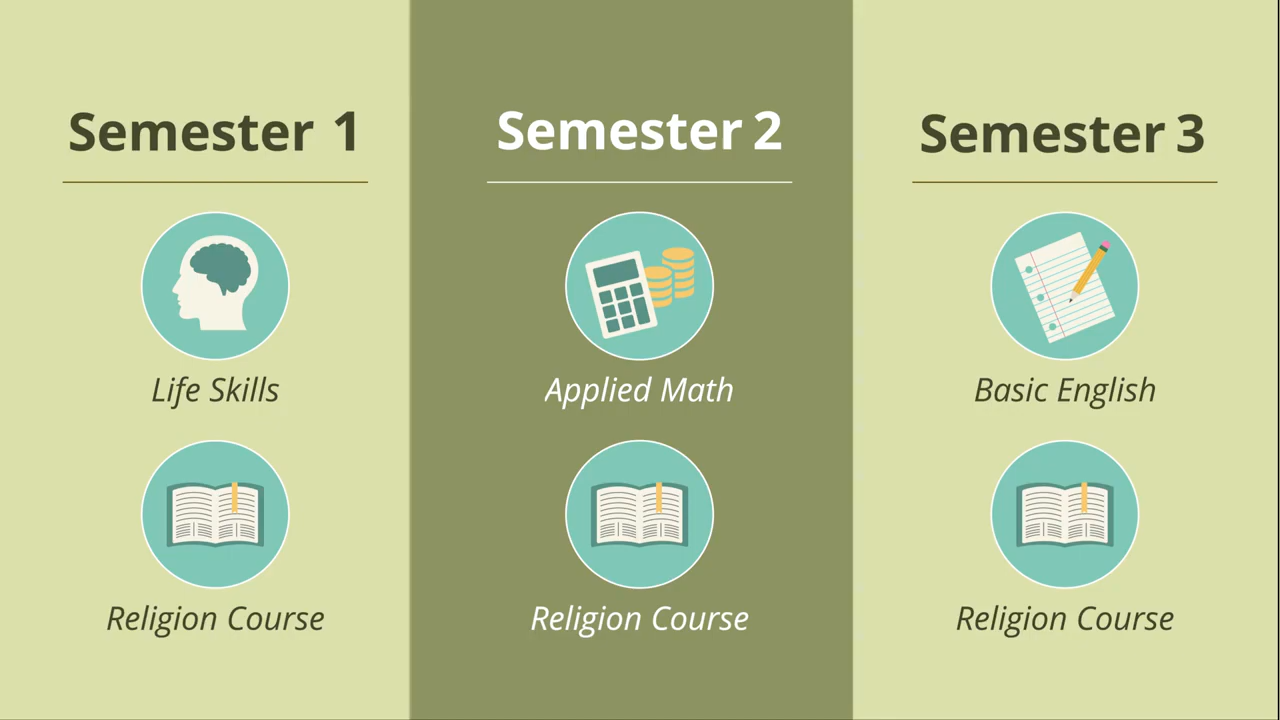 Semester 1
Life Skills
Religion Course
Semester 2
Applied Math
Religion Course
Semester 3
Basic English
Religion Course